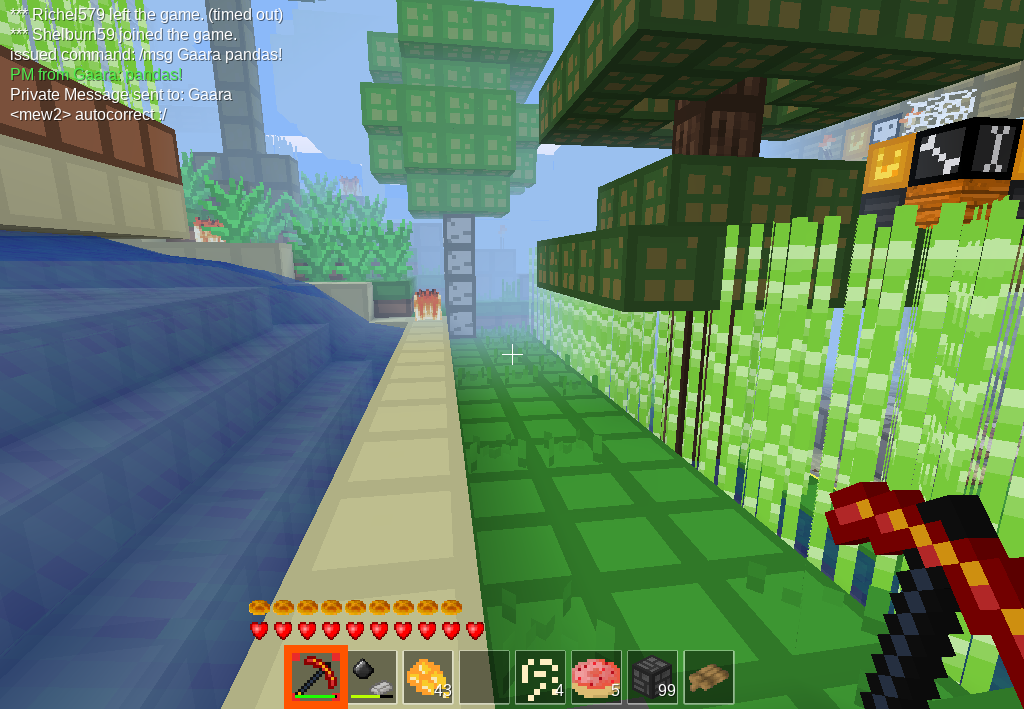 *** Richel579 left the game. (timed out)
*** Shelburn59 joined the game.
issued command: /msg Gaara pandas!
PM from Gaara: pandas!
Private Message sent to: Gaara
<mew2> autocorrect :/
43
4
5
99